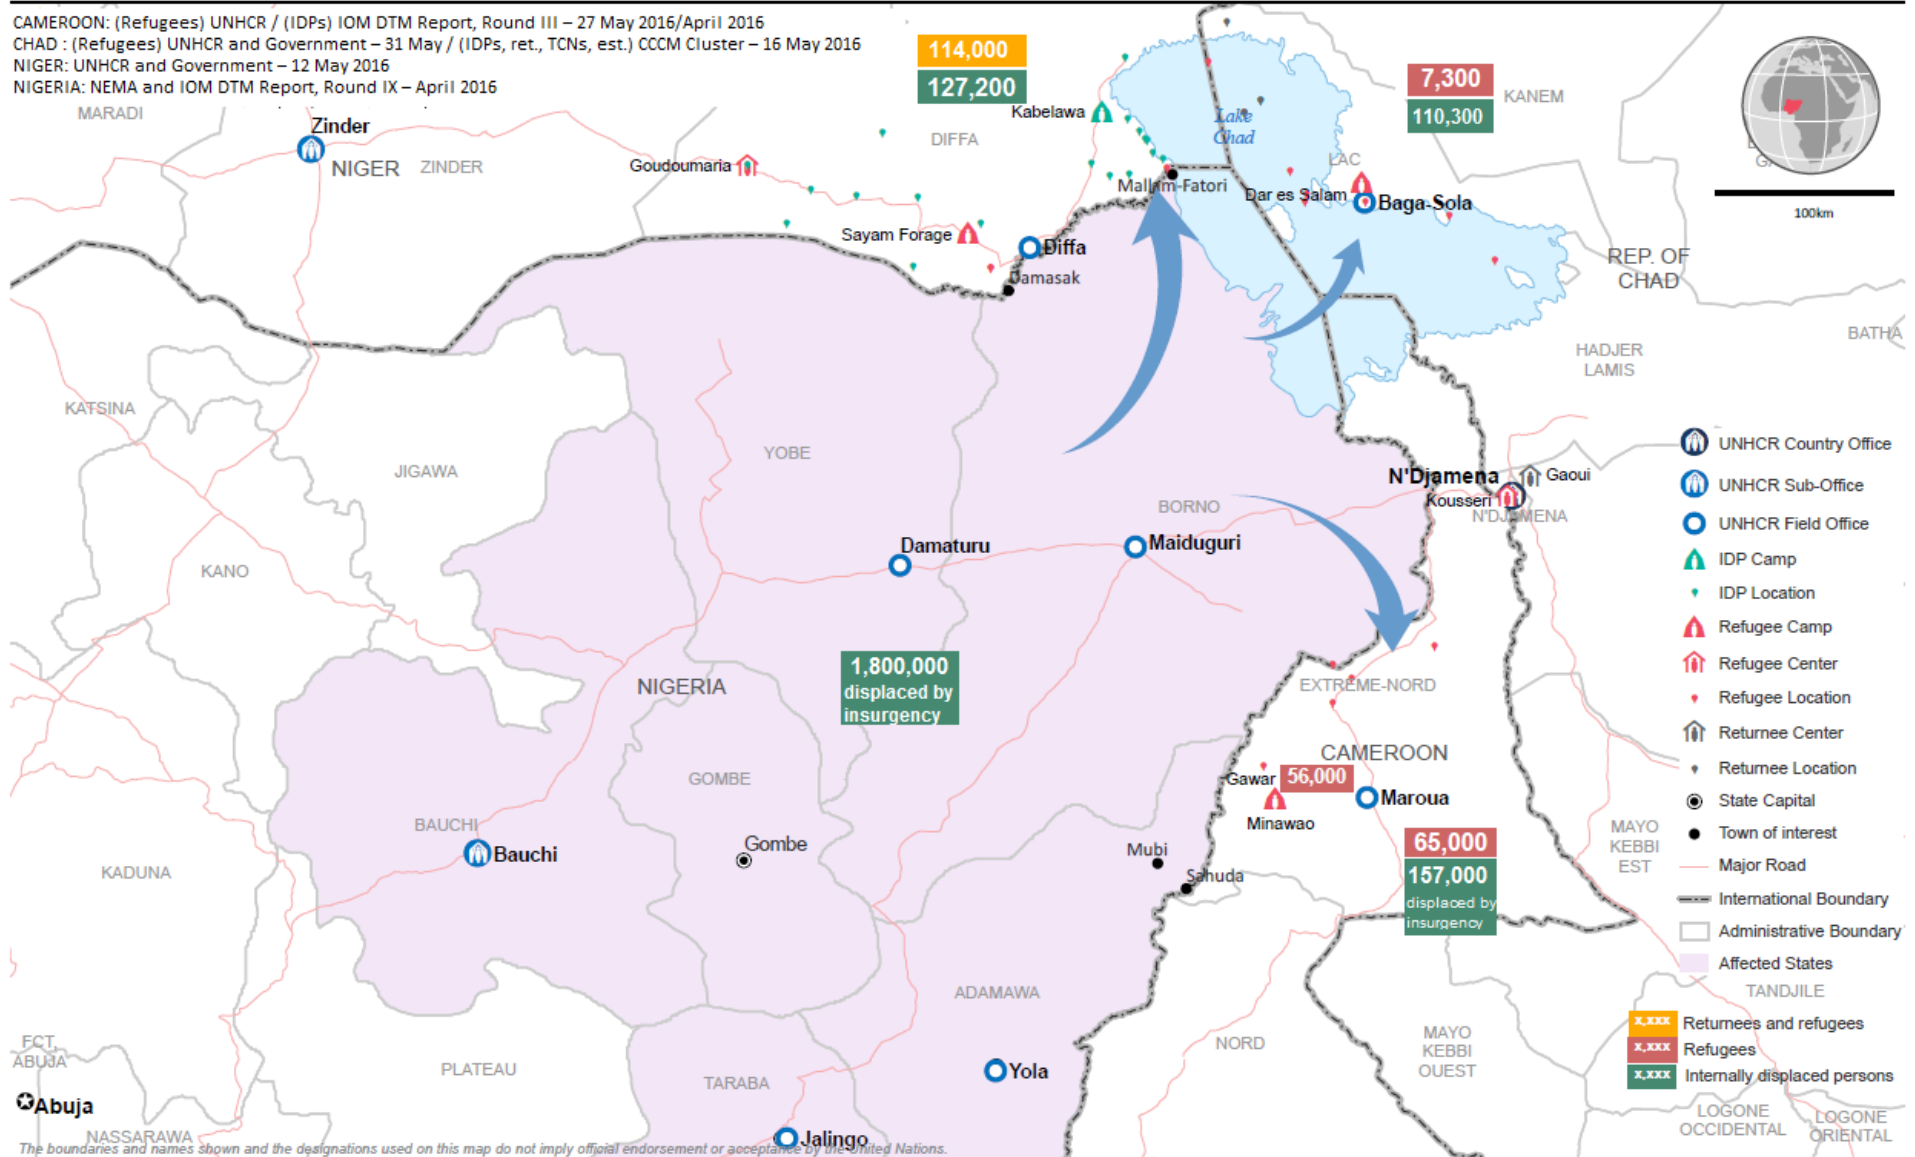 CAMEROON: (Refugees) UNHCR / (IDPs) IOM DTM Report, Round III – 27 May 2016/April 2016
CHAD : (Refugees) UNHCR and Government – 31 May / (IDPs, ret., TCNs, est.) CCCM Cluster – 16 May 2016
NIGER: UNHCR and Government – 12 May 2016
NIGERIA: NEMA and IOM DTM Report, Round IX – April 2016
114,000
127,200
7,300
110,300
KANEM
MARADI
Zinder
NIGER
ZINDER
Goudoumaria
DIFFA
Kabelawa
Lake
Chad
LAC
Mallam-Fatori
Dar es Salam
Baga-Sola
100km
Sayam Forage
Diffa
Damasak
REP. OF
CHAD
BATHA
HADJER
LAMIS
KATSINA
YOBE
JIGAWA
BORNO
N'Djamena
Gaoui
Kousseri
N'DJAMENA
KANO
Damaturu
Maiduguri
1,800,000
displaced by
insurgency
NIGERIA
EXTREME-NORD
CAMEROON
GOMBE
Gawar
56,000
Maroua
Minawao
BAUCHI
Bauchi
Gombe
Mubi
Sahuda
65,000
157,000
displaced by
insurgency
MAYO
KEBBI
EST
KADUNA
ADAMAWA
TANDJILE
FCT,
ABUJA
PLATEAU
TARABA
Yola
NORD
MAYO
KEBBI
OUEST
Abuja
NASSARAWA
Jalingo
LOGONE
OCCIDENTAL
LOGONE
ORIENTAL
UNHCR Country Office
UNHCR Sub-Office
UNHCR Field Office
IDP Camp
IDP Location
Refugee Camp
Refugee Center
Refugee Location
Returnee Center
Returnee Location
State Capital
Town of interest
Major Road
International Boundary
Administrative Boundary
Affected States
x,xxx Returnees and refugees
x,xxx Refugees
x,xxx Internally displaced persons
The boundaries and names shown and the designations used on this map do not imply official endorsement or acceptance by the United Nations.